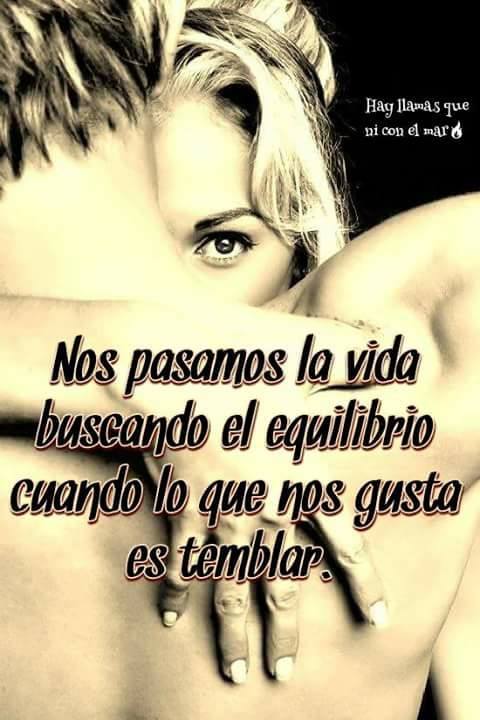 Hay llamas que
ni con el mar🔥
Nos pasamos la vida
buscando el equilibrio
cuando lo que nos gusta
es temblar.